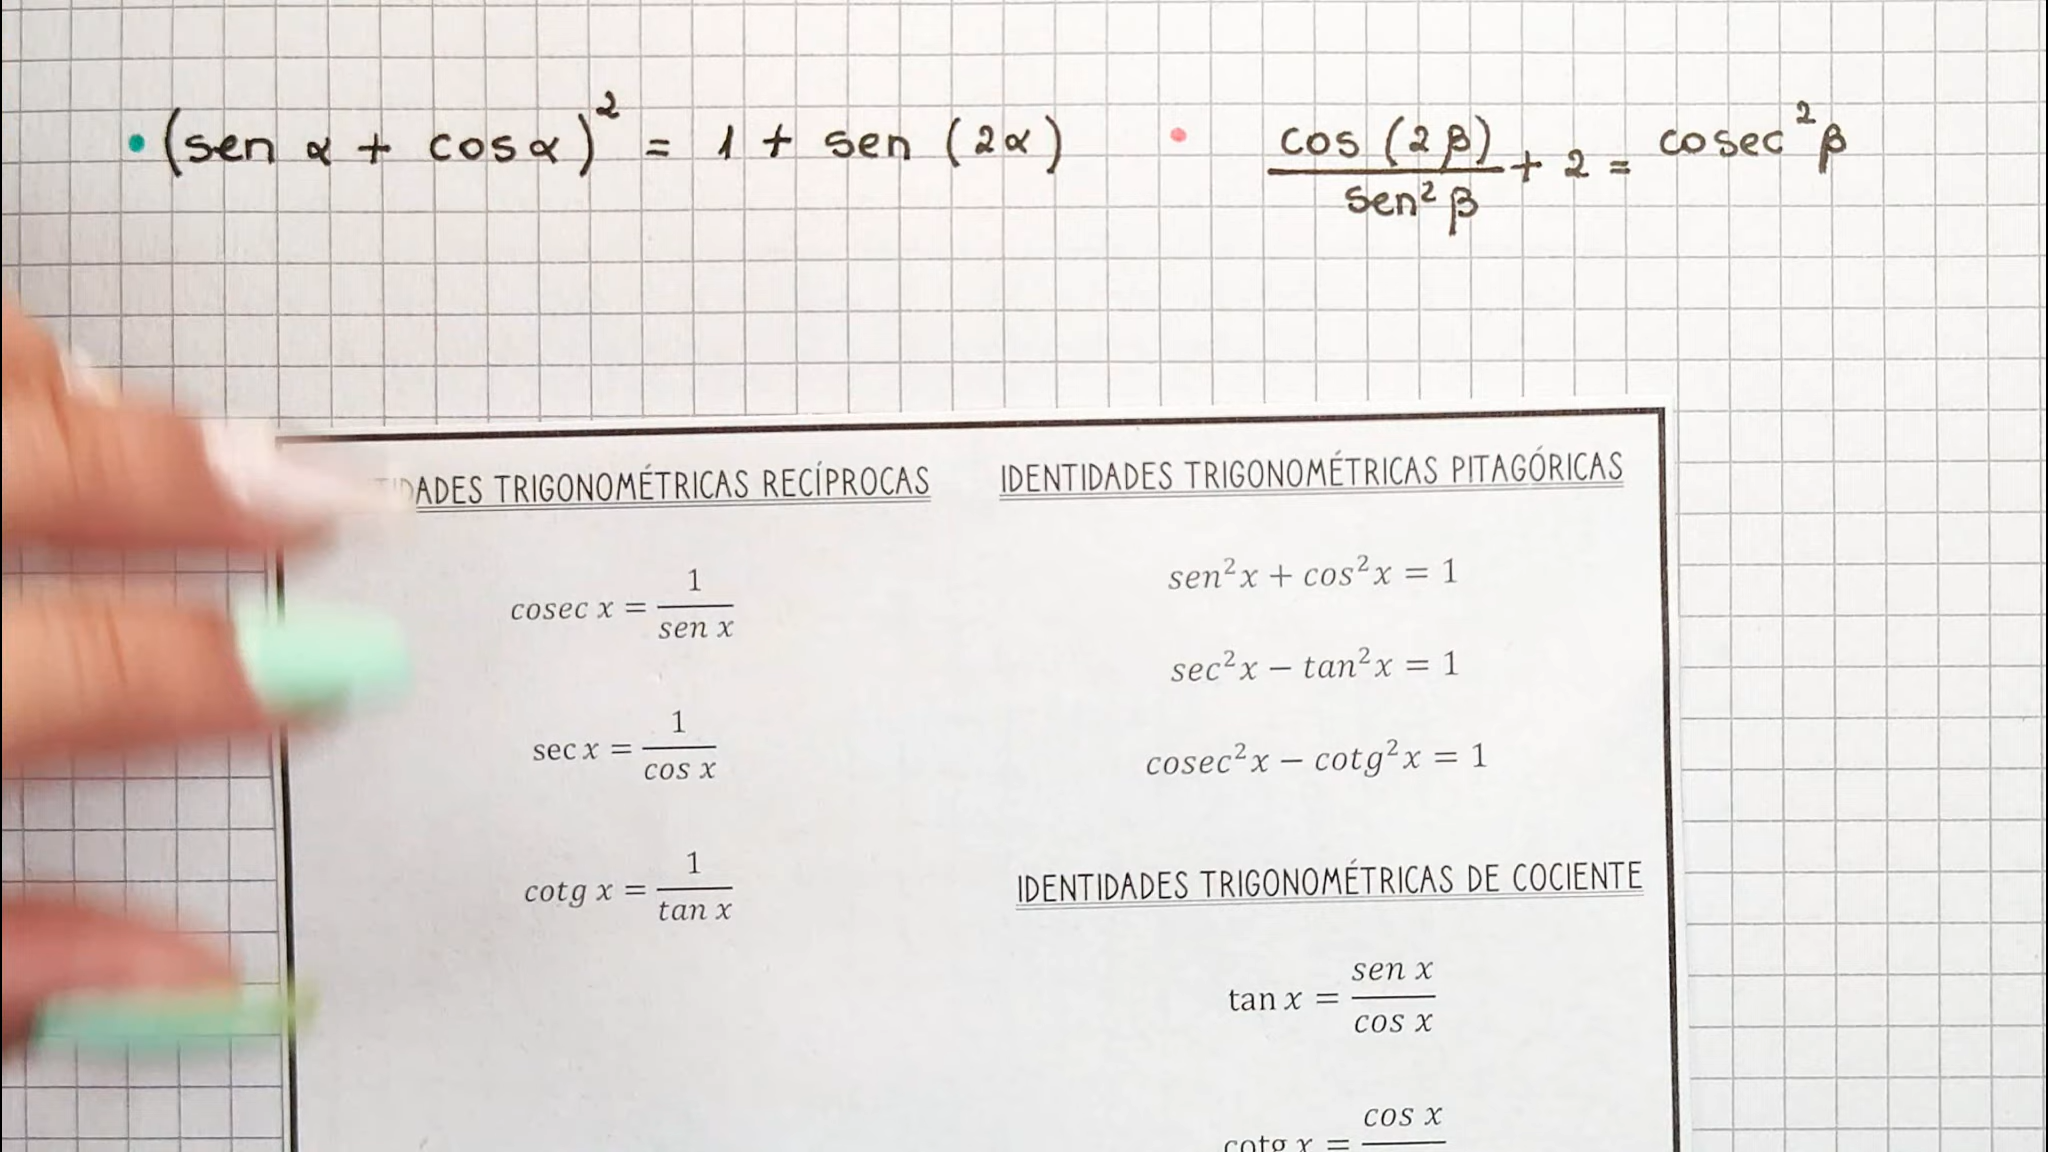 (sen α + cos α)² = 1 + sen (2α)
cos (2β) / sen² β + 2 = cosec² β
TIDADES TRIGONOMÉTRICAS RECÍPROCAS
cosec x = 1 / sen x
sec x = 1 / cos x
cotg x = 1 / tan x
IDENTIDADES TRIGONOMÉTRICAS PITAGÓRICAS
sen²x + cos²x = 1
sec²x − tan²x = 1
cosec²x − cotg²x = 1
IDENTIDADES TRIGONOMÉTRICAS DE COCIENTE
tan x = sen x / cos x
cotg x = cos x